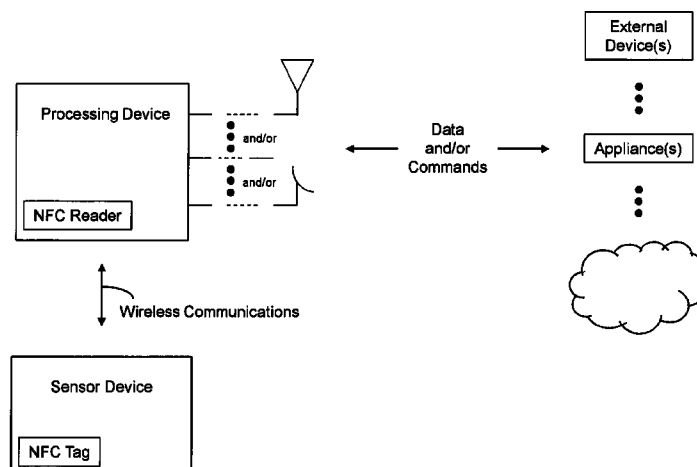 External
Device(s)
Processing Device
and/or
Data
and/or
Commands
Appliance(s)
and/or
NFC Reader
Wireless Communications
Sensor Device
NFC Tag